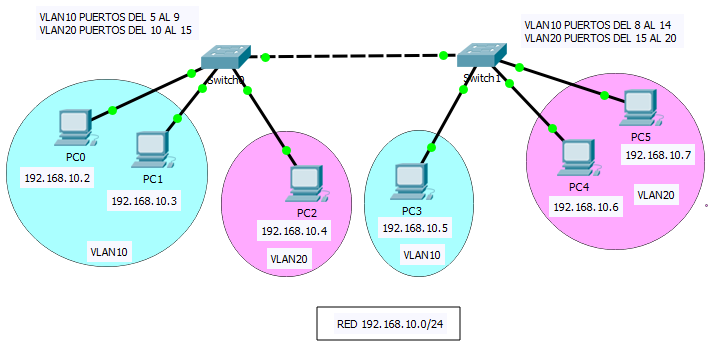 VLAN10 PUERTOS DEL 5 AL 9
VLAN20 PUERTOS DEL 10 AL 15
VLAN10 PUERTOS DEL 8 AL 14
VLAN20 PUERTOS DEL 15 AL 20
Switch0
Switch1
PC0
192.168.10.2
PC1
192.168.10.3
VLAN10
PC2
192.168.10.4
VLAN20
PC3
192.168.10.5
VLAN10
PC4
192.168.10.6
PC5
192.168.10.7
VLAN20
RED 192.168.10.0/24